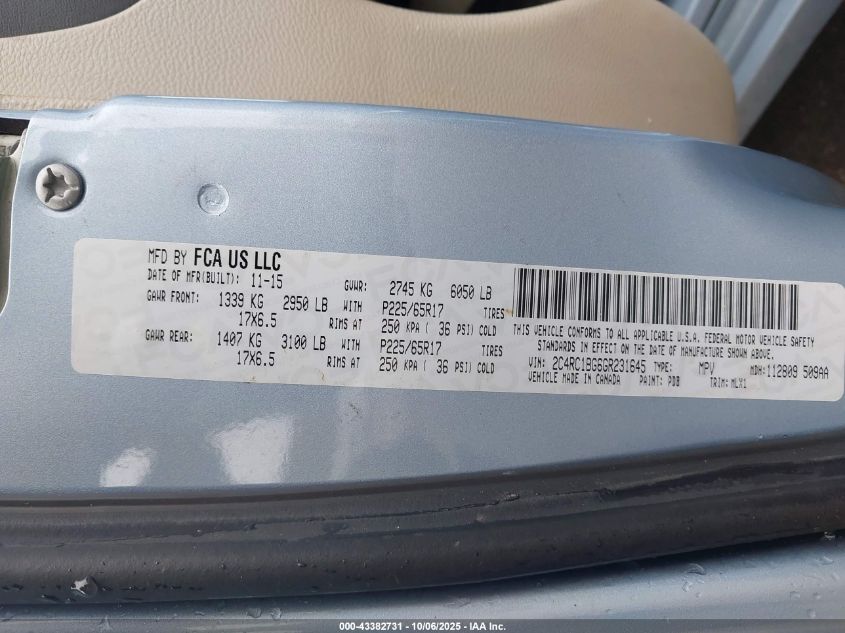 MFD BY FCA US LLC
DATE OF MFR(BUILT): 11-15 GVWR: 2745 KG 6050 LB
GAWR FRONT: 1339 KG 2950 LB WITH P225/65R17 TIRES
17X6.5 RIMS AT 250 KPA ( 36 PSI) COLD
GAWR REAR: 1407 KG 3100 LB WITH P225/65R17 TIRES
17X6.5 RIMS AT 250 KPA ( 36 PSI) COLD
THIS VEHICLE CONFORMS TO ALL APPLICABLE U.S.A. FEDERAL MOTOR VEHICLE SAFETY
STANDARDS IN EFFECT ON THE DATE OF MANUFACTURE SHOWN ABOVE.
VIN: 2C4RC1BG6GR231645 TYPE: MPV MDH:112809 509AA
VEHICLE MADE IN CANADA PAINT: PDB TRIM: MLX1
000-43382731 - 10/06/2025 - IAA Inc.